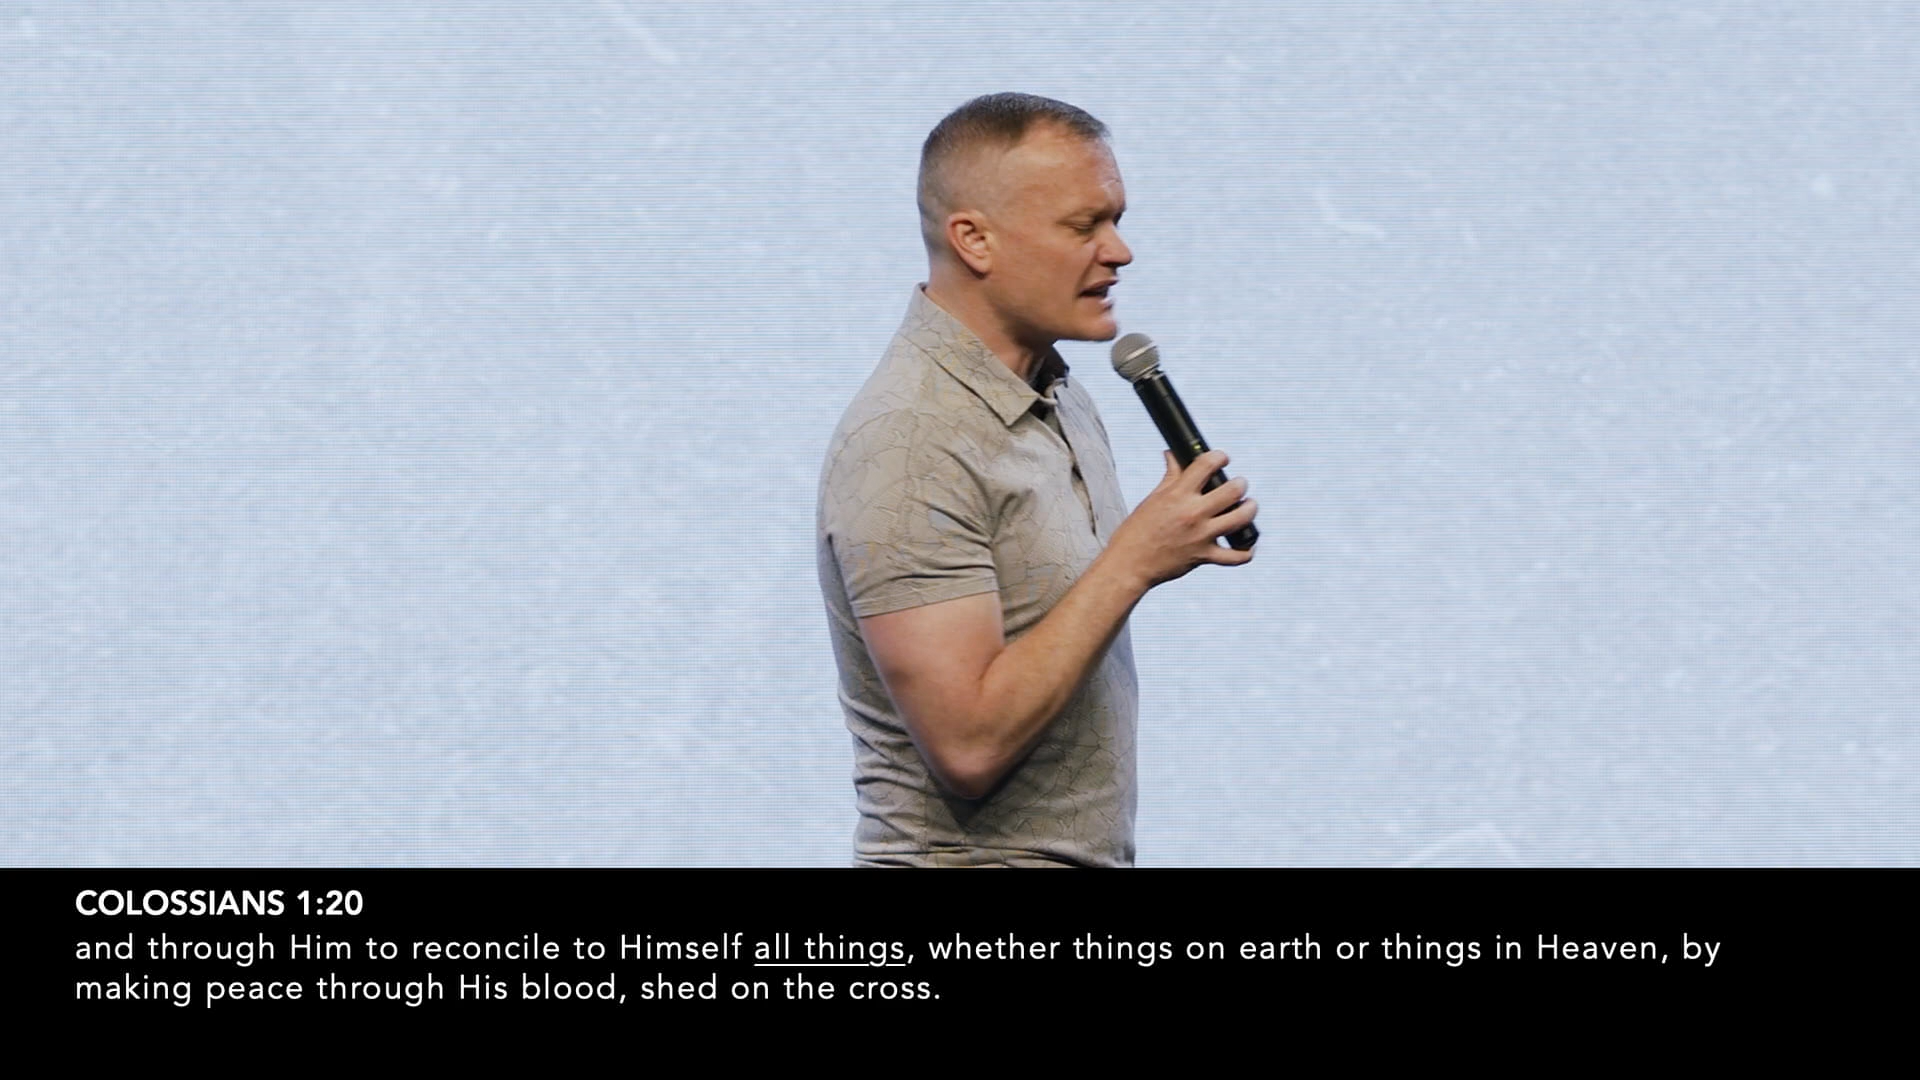 COLOSSIANS 1:20
and through Him to reconcile to Himself all things, whether things on earth or things in Heaven, by
making peace through His blood, shed on the cross.